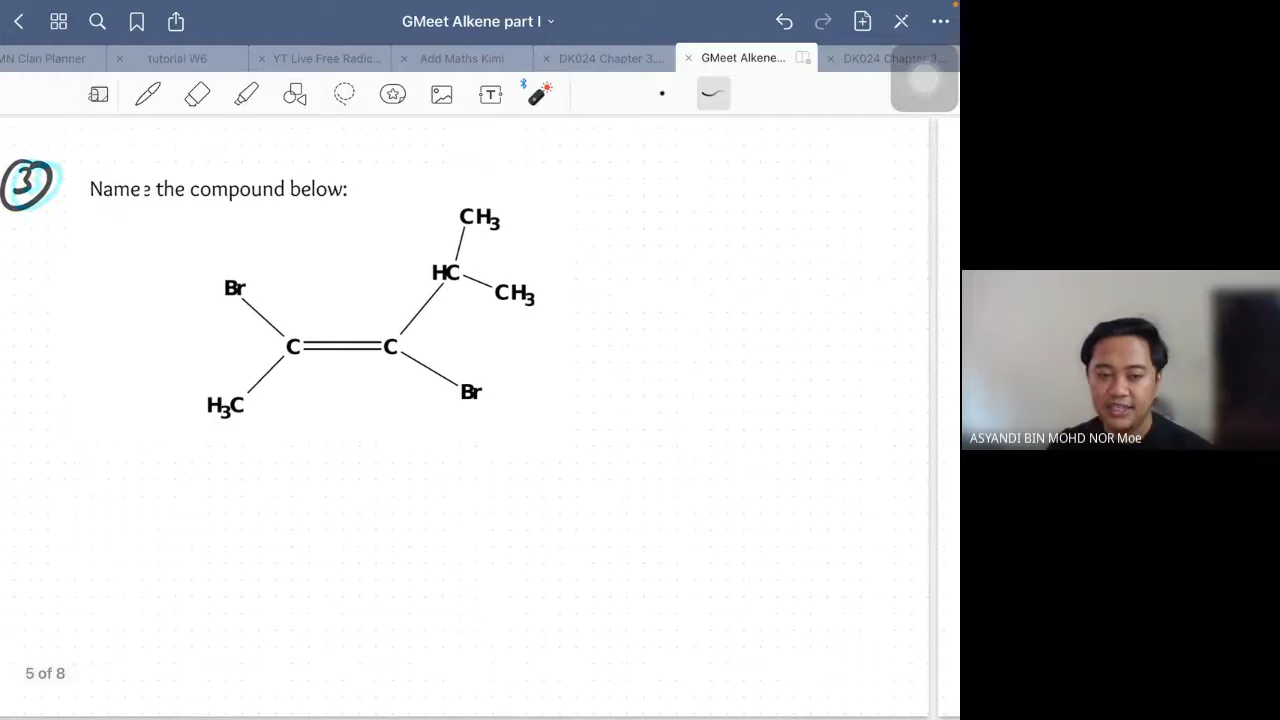 GMeet Alkene part I
MN Clan Planner
tutorial W6
YT Live Free Radic...
Add Maths Kimi
DK024 Chapter 3....
GMeet Alkene...
DK024 Chapter 3...
T
3
Name the compound below:
CH3
HC
CH3
Br
C
C
Br
H3C
ASYANDI BIN MOHD NOR Moe
5 of 8